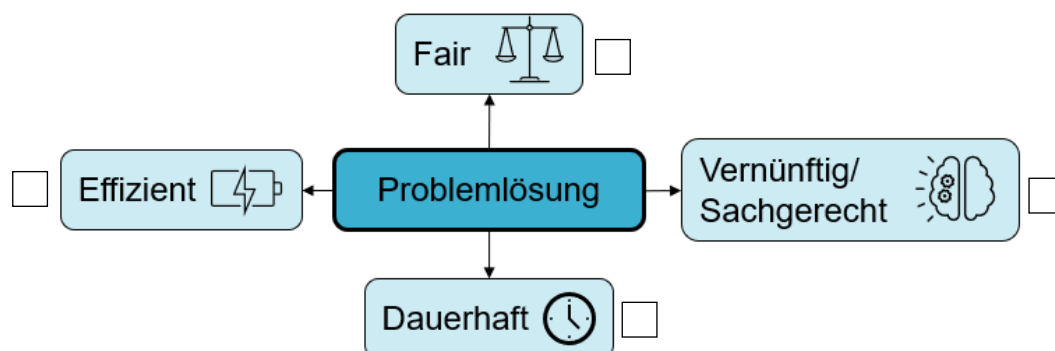 Fair
Effizient
Problemlösung
Vernünftig/
Sachgerecht
Dauerhaft